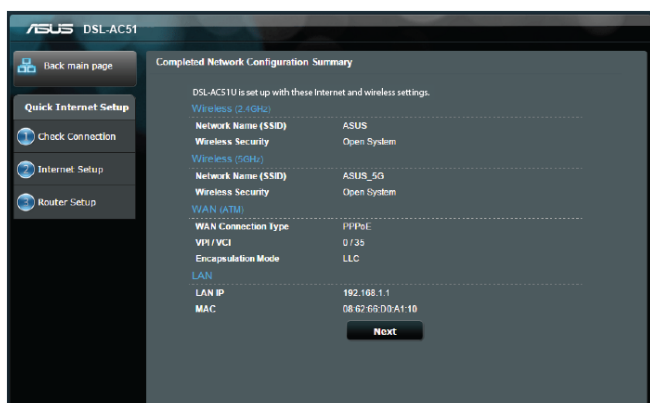 ASUS DSL-AC51
Back main page
Quick Internet Setup
1 Check Connection
2 Internet Setup
3 Router Setup
Completed Network Configuration Summary
DSL-AC51U is set up with these Internet and wireless settings.
Wireless (2.4GHz)
Network Name (SSID) ASUS
Wireless Security Open System
Wireless (5GHz)
Network Name (SSID) ASUS_5G
Wireless Security Open System
WAN (ATM)
WAN Connection Type PPPoE
VPI / VCI 0 / 35
Encapsulation Mode LLC
LAN
LAN IP 192.168.1.1
MAC 08:62:66:D0:A1:10
Next